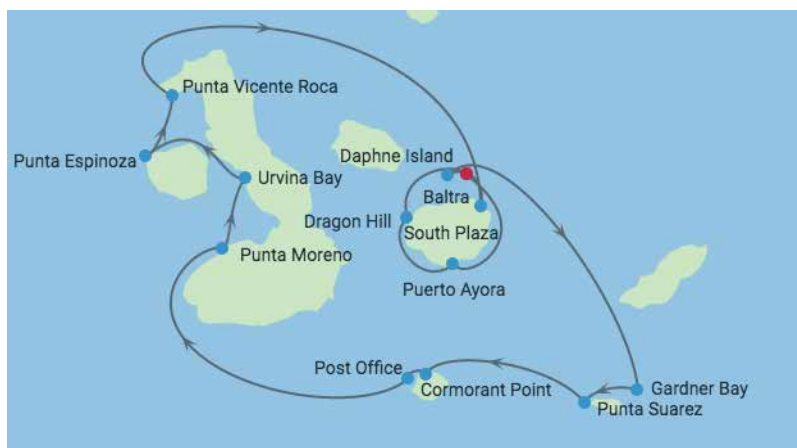 Punta Vicente Roca
Daphne Island
Punta Espinoza
Urvina Bay
Baltra
Dragon Hill
South Plaza
Punta Moreno
Puerto Ayora
Post Office
Cormorant Point
Gardner Bay
Punta Suarez